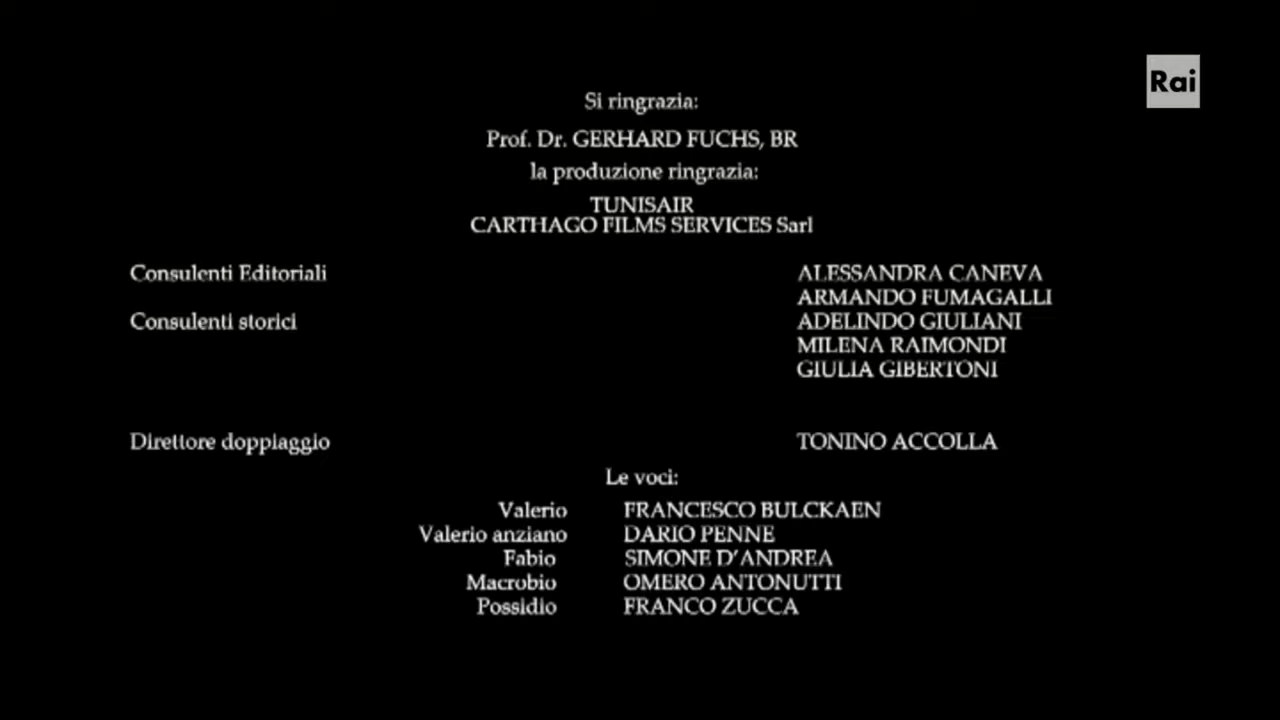 Rai
Si ringrazia:
Prof. Dr. GERHARD FUCHS, BR
la produzione ringrazia:
TUNISAIR
CARTHAGO FILMS SERVICES Sarl
Consulenti Editoriali ALESSANDRA CANEVA
ARMANDO FUMAGALLI
Consulenti storici ADELINDO GIULIANI
MILENA RAIMONDI
GIULIA GIBERTONI
Direttore doppiaggio TONINO ACCOLLA
Le voci:
Valerio FRANCESCO BULCKAEN
Valerio anziano DARIO PENNE
Fabio SIMONE D'ANDREA
Macrobio OMERO ANTONUTTI
Possidio FRANCO ZUCCA